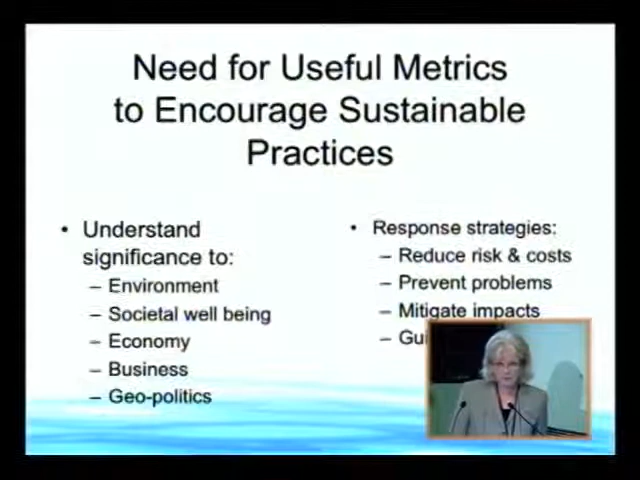 Need for Useful Metrics
to Encourage Sustainable
Practices
• Understand
significance to:
– Environment
– Societal well being
– Economy
– Business
– Geo-politics
• Response strategies:
– Reduce risk & costs
– Prevent problems
– Mitigate impacts
–